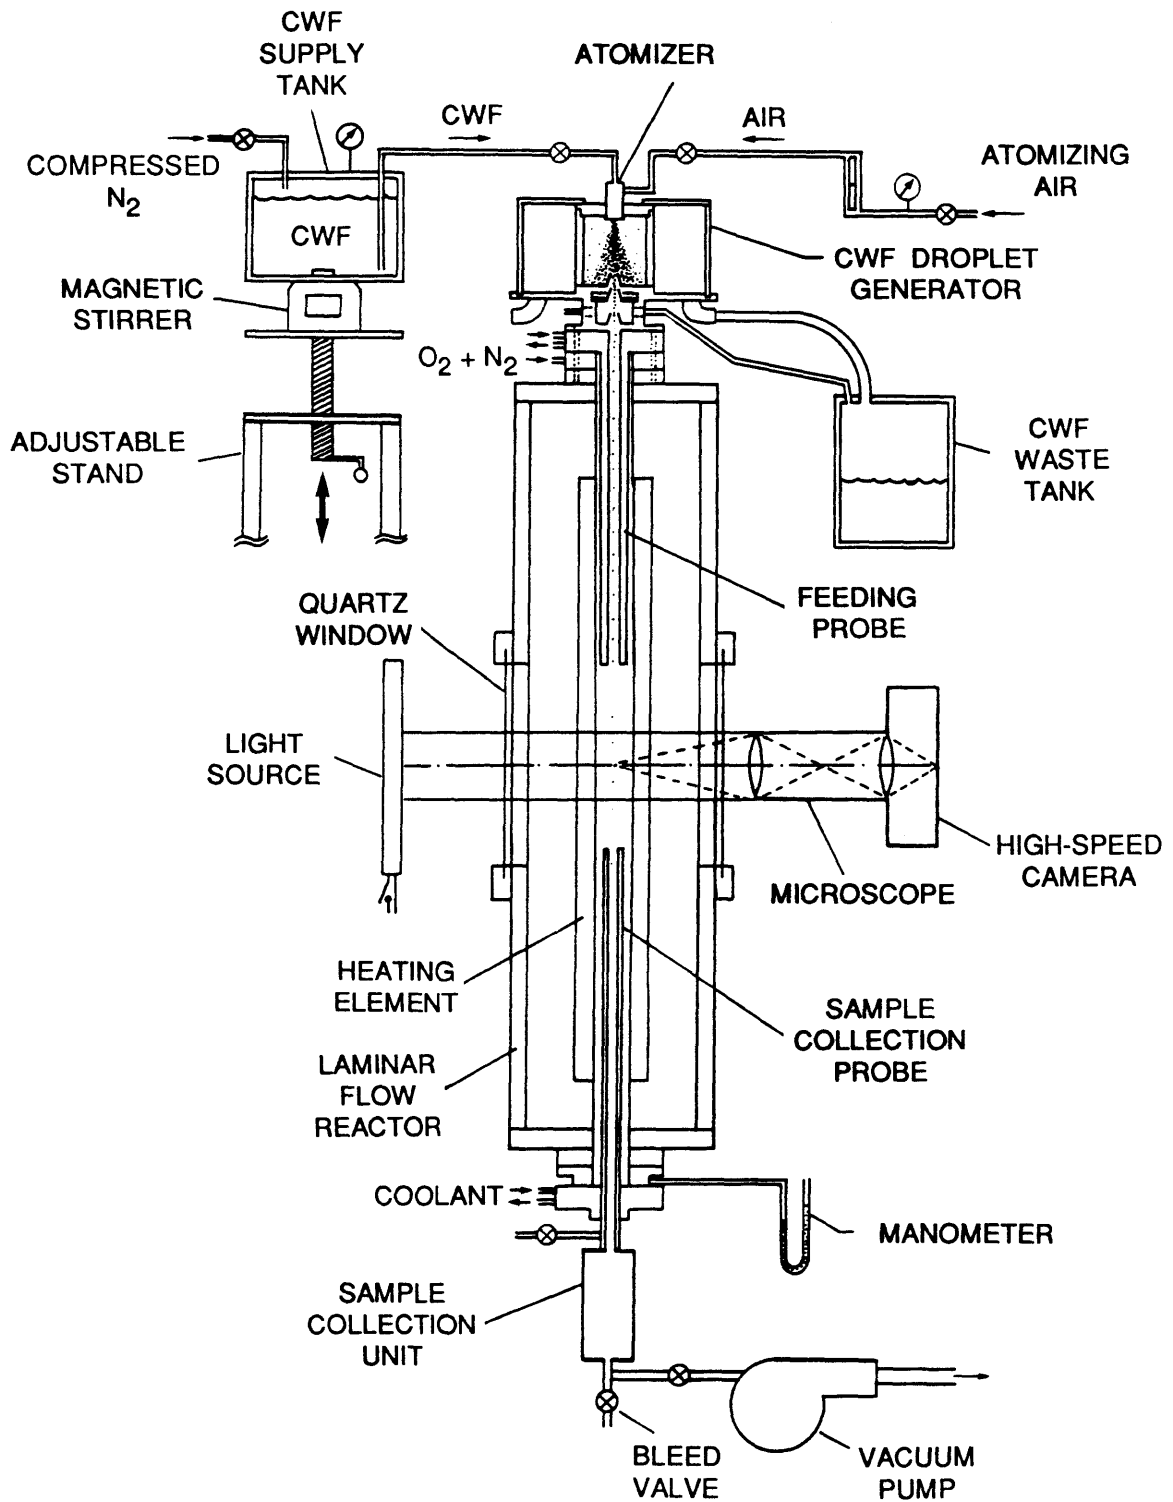 CWF
SUPPLY
TANK
ATOMIZER
CWF
AIR
COMPRESSED
N2
ATOMIZING
AIR
CWF
CWF DROPLET
GENERATOR
MAGNETIC
STIRRER
O2 + N2
ADJUSTABLE
STAND
CWF
WASTE
TANK
FEEDING
PROBE
QUARTZ
WINDOW
LIGHT
SOURCE
HIGH-SPEED
CAMERA
MICROSCOPE
HEATING
ELEMENT
SAMPLE
COLLECTION
PROBE
LAMINAR
FLOW
REACTOR
COOLANT
MANOMETER
SAMPLE
COLLECTION
UNIT
BLEED
VALVE
VACUUM
PUMP